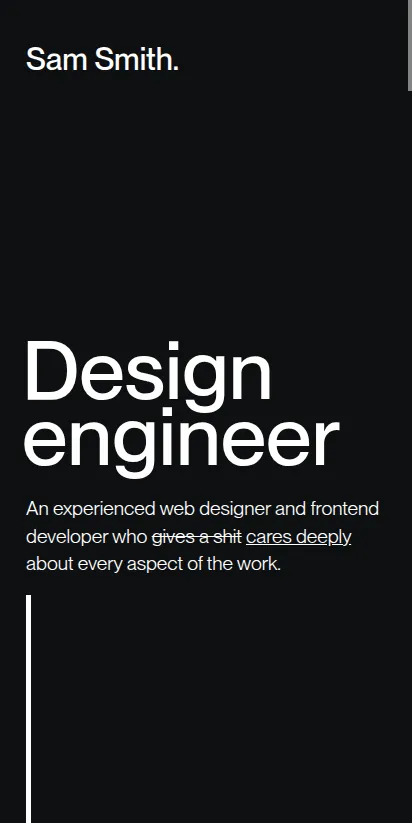 Sam Smith.
Design
engineer
An experienced web designer and frontend
developer who gives a shit cares deeply
about every aspect of the work.